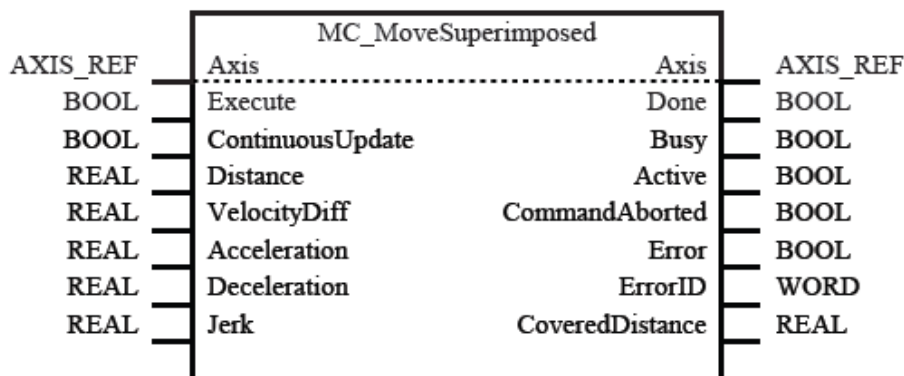 MC_MoveSuperimposed
AXIS_REF Axis Axis AXIS_REF
BOOL Execute Done BOOL
BOOL ContinuousUpdate Busy BOOL
REAL Distance Active BOOL
REAL VelocityDiff CommandAborted BOOL
REAL Acceleration Error BOOL
REAL Deceleration ErrorID WORD
REAL Jerk CoveredDistance REAL